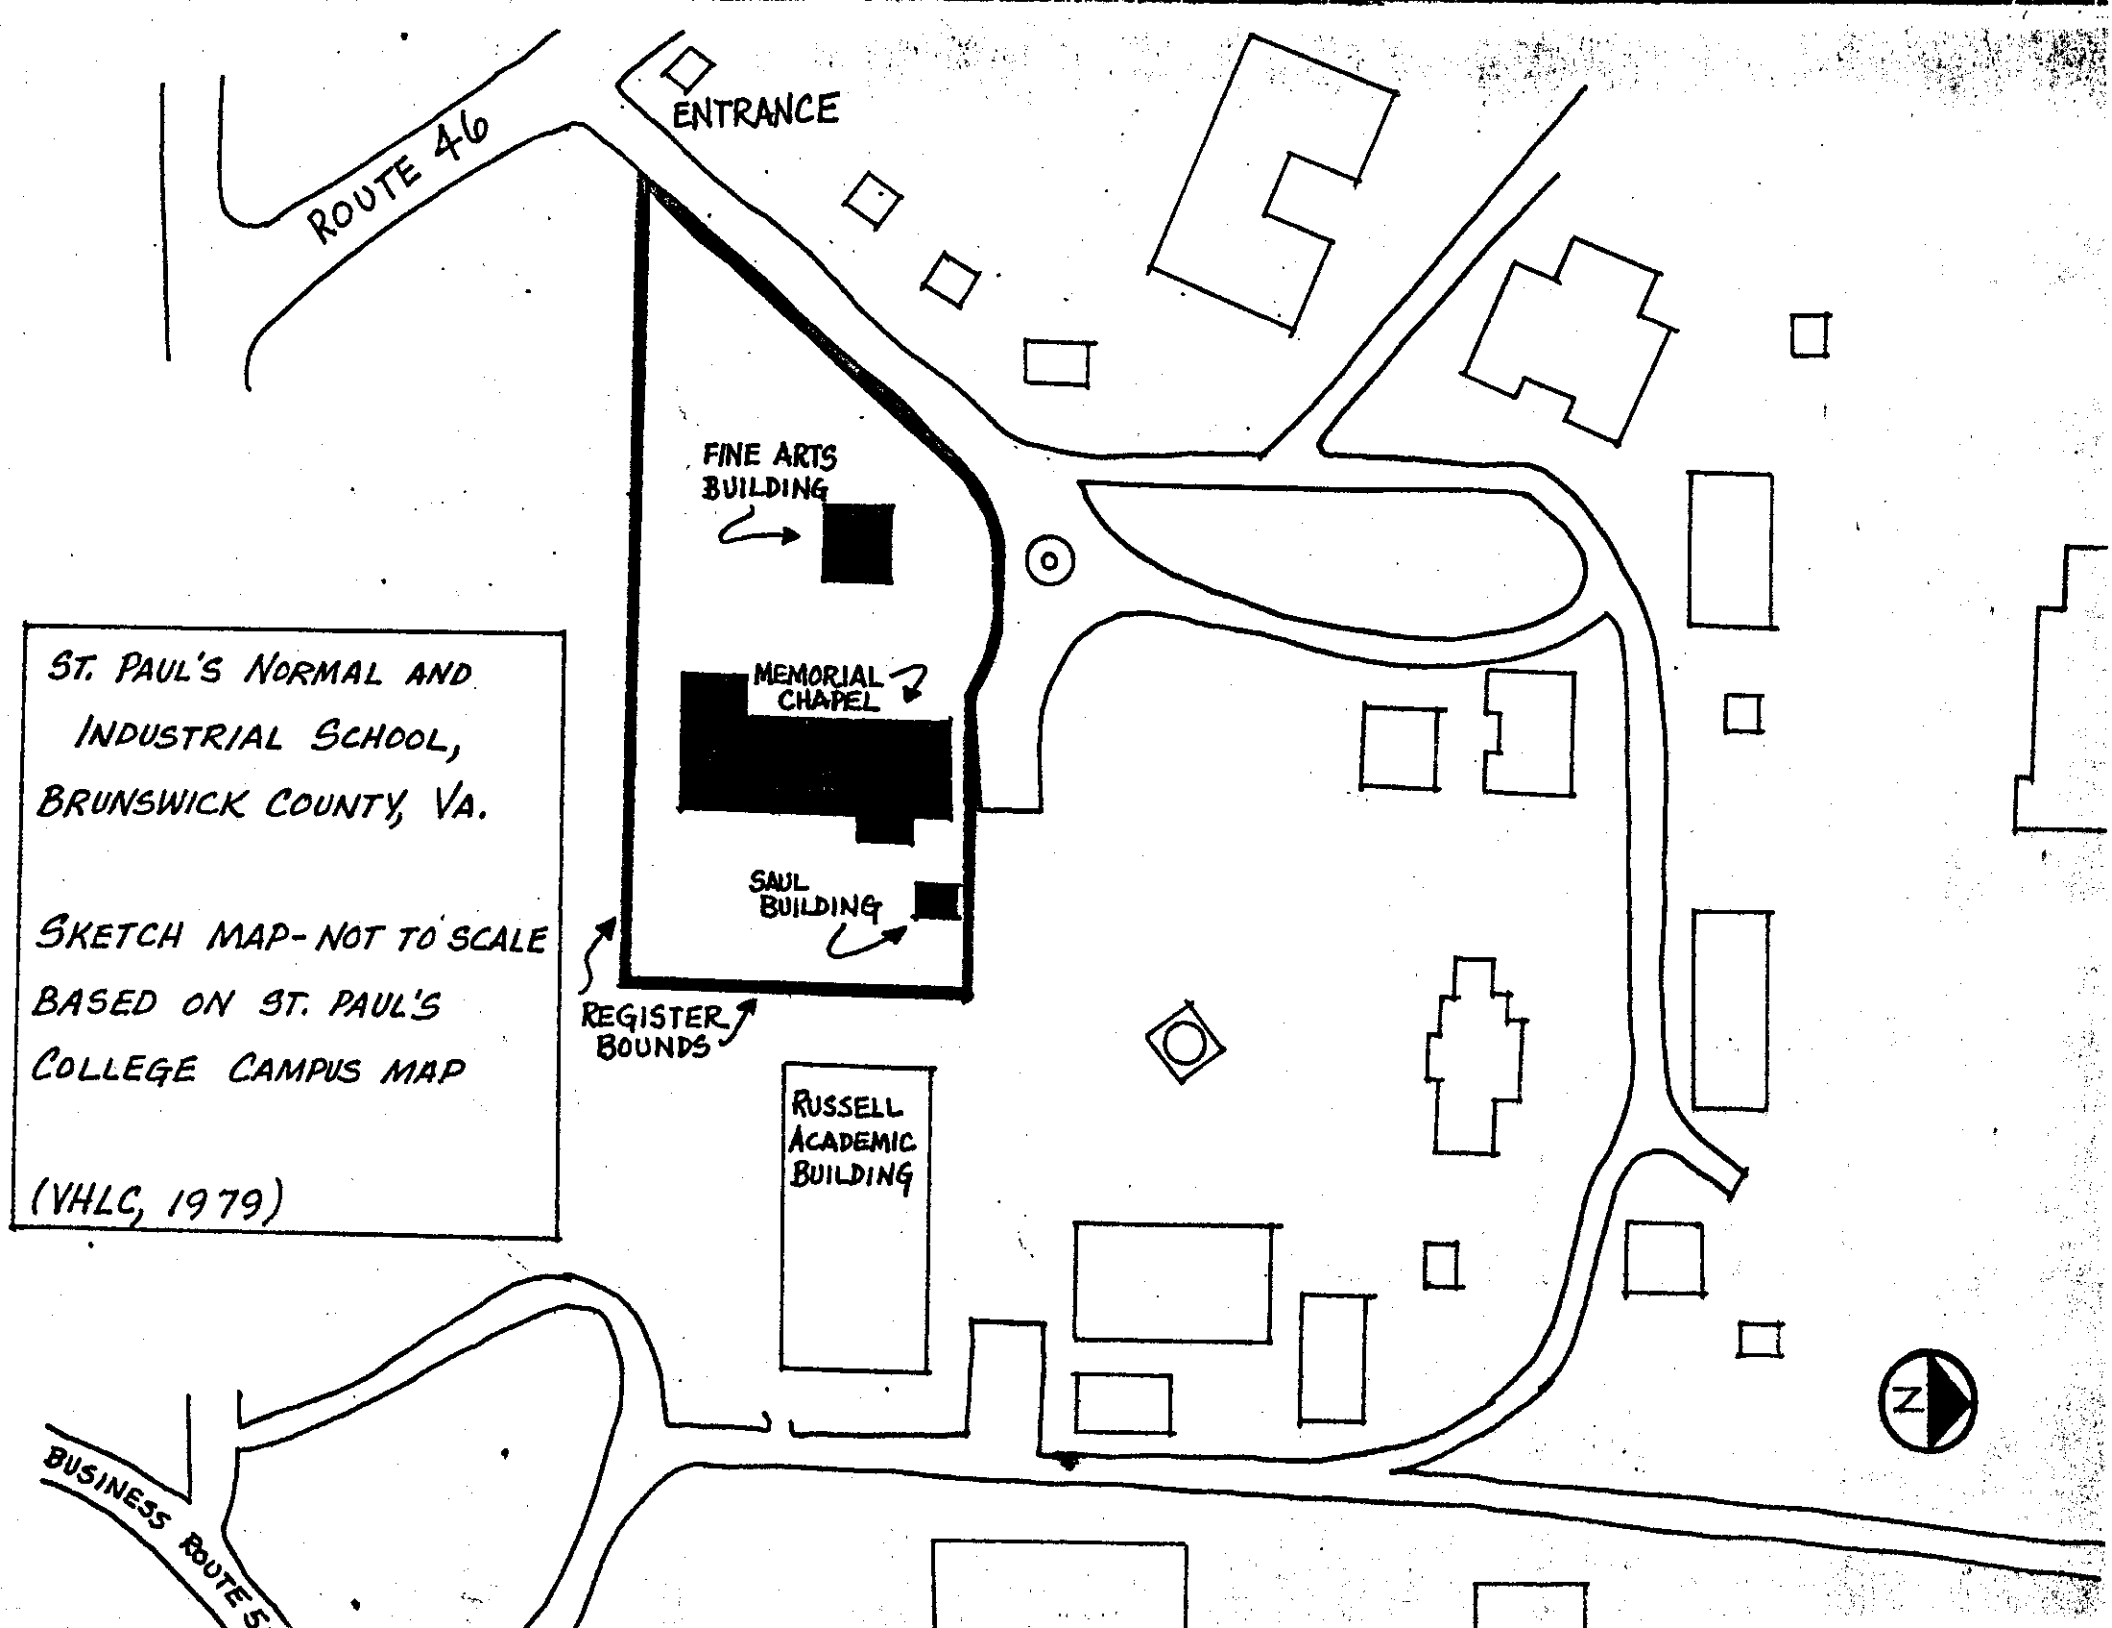 ROUTE 46
ENTRANCE
FINE ARTS
BUILDING
MEMORIAL
CHAPEL
SAUL
BUILDING
REGISTER
BOUNDS
ST. PAUL'S NORMAL AND
INDUSTRIAL SCHOOL,
BRUNSWICK COUNTY, VA.
SKETCH MAP-NOT TO SCALE
BASED ON ST. PAUL'S
COLLEGE CAMPUS MAP
(VHLC, 1979)
RUSSELL
ACADEMIC
BUILDING
BUSINESS ROUTE 5
N